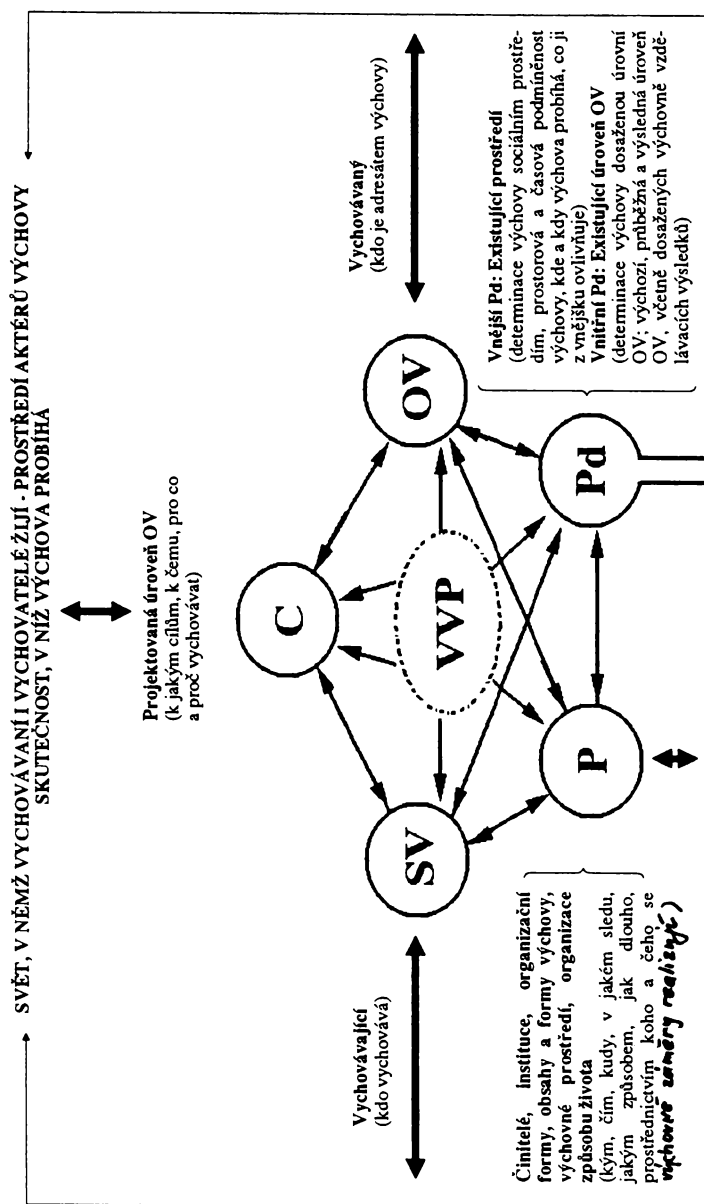 SVĚT, V NĚMŽ VYCHOVÁVANÍ I VYCHOVATELÉ ŽIJÍ - PROSTŘEDÍ AKTÉRŮ VÝCHOVY
SKUTEČNOST, V NÍŽ VÝCHOVA PROBÍHÁ
Projektovaná úroveň OV
(k jakým cílům, k čemu, pro co
a proč vychovávat)
Vychovávající
(kdo vychovává)
Vychovávaný
(kdo je adresátem výchovy)
C
SV
OV
VVP
P
Pd
Činitelé, instituce, organizační
formy, obsahy a formy výchovy,
výchovné prostředí, organizace
způsobu života
(kým, čím, kudy, v jakém sledu,
jakým způsobem, jak dlouho,
prostřednictvím koho a čeho se
výchovné záměry realizují)
Vnější Pd: Existující prostředí
(determinace výchovy sociálním prostře-
dím, prostorová a časová podmíněnost
výchovy, kde a kdy výchova probíhá, co ji
z vnějšku ovlivňuje)
Vnitřní Pd: Existující úroveň OV
(determinace výchovy dosaženou úrovní
OV; výchozí, průběžná a výsledná úroveň
OV, včetně dosažených výchovně vzdě-
lávacích výsledků)